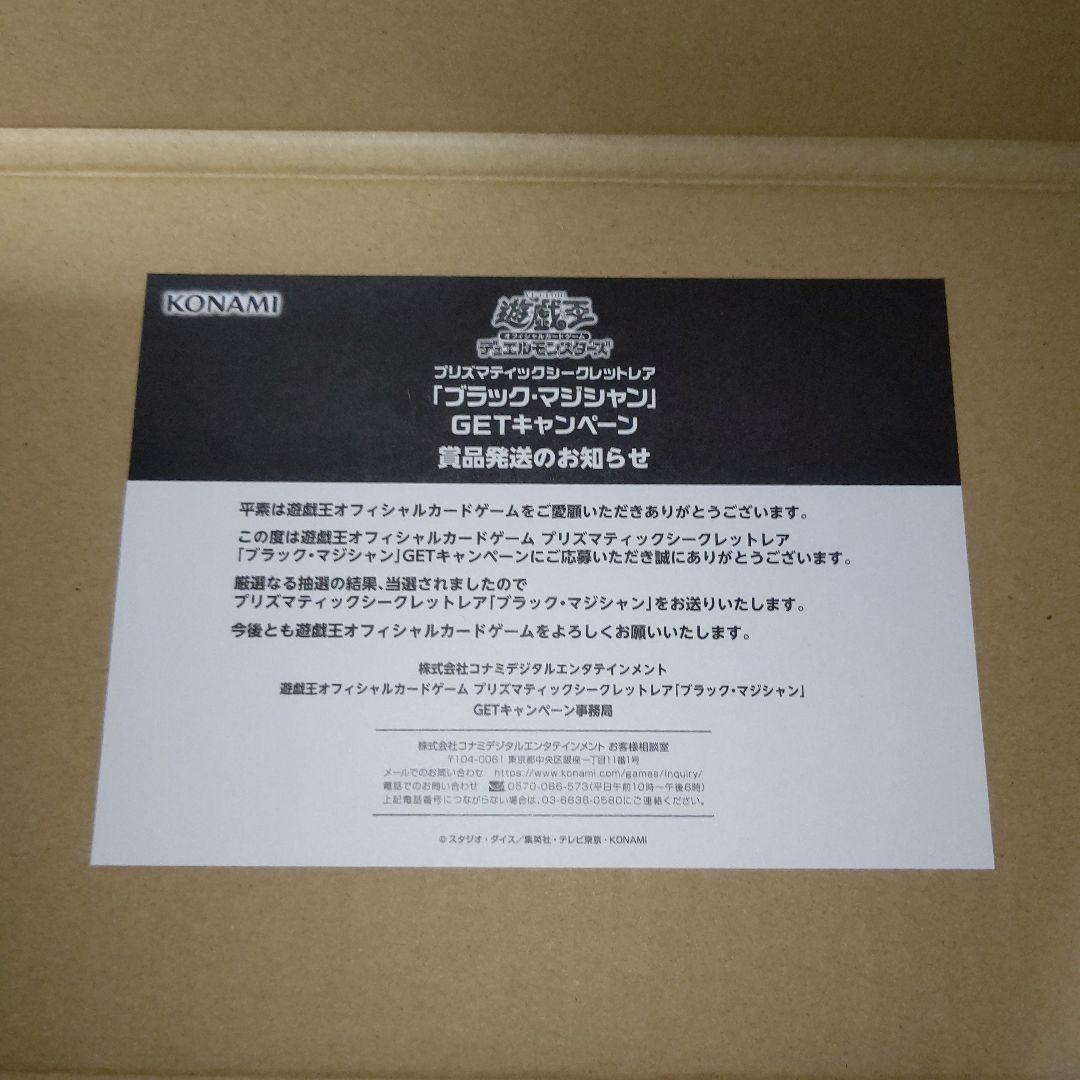 KONAMI
YU-GI-OH!
遊戯王
オフィシャルカードゲーム
デュエルモンスターズ
プリズマティックシークレットレア
「ブラック・マジシャン」
GETキャンペーン
賞品発送のお知らせ
平素は遊戯王オフィシャルカードゲームをご愛顧いただきありがとうございます。
この度は遊戯王オフィシャルカードゲーム プリズマティックシークレットレア
「ブラック・マジシャン」GETキャンペーンにご応募いただき誠にありがとうございます。
厳選なる抽選の結果、当選されましたので
プリズマティックシークレットレア「ブラック・マジシャン」をお送りいたします。
今後とも遊戯王オフィシャルカードゲームをよろしくお願いいたします。
株式会社コナミデジタルエンタテインメント
遊戯王オフィシャルカードゲーム プリズマティックシークレットレア「ブラック・マジシャン」
GETキャンペーン事務局
株式会社コナミデジタルエンタテインメント お客様相談室
〒104-0061 東京都中央区銀座一丁目11番1号
メールでのお問い合わせ https://www.konami.com/games/inquiry/
電話でのお問い合わせ 0570-086-573(平日午前10時〜午後6時)
上記電話番号につながらない場合は、03-6636-0580にご連絡ください。
©スタジオ・ダイス/集英社・テレビ東京・KONAMI